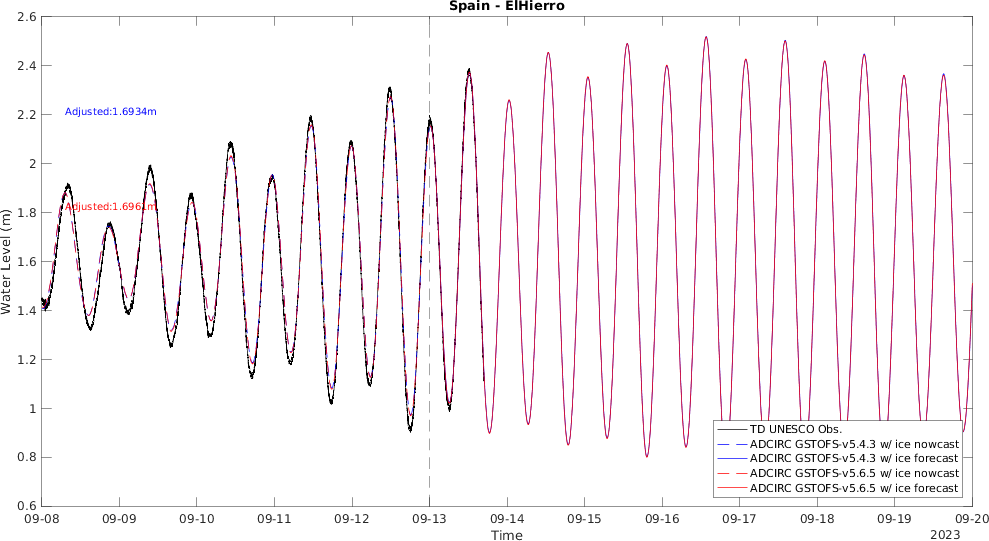 Spain - ElHierro
2.6
2.4
2.2
2
1.8
1.6
1.4
1.2
1
0.8
0.6
Water Level (m)
Adjusted:1.6934m
Adjusted:1.6961m
TD UNESCO Obs.
ADCIRC GSTOFS-v5.4.3 w/ ice nowcast
ADCIRC GSTOFS-v5.4.3 w/ ice forecast
ADCIRC GSTOFS-v5.6.5 w/ ice nowcast
ADCIRC GSTOFS-v5.6.5 w/ ice forecast
09-08 09-09 09-10 09-11 09-12 09-13 09-14 09-15 09-16 09-17 09-18 09-19 09-20
Time
2023